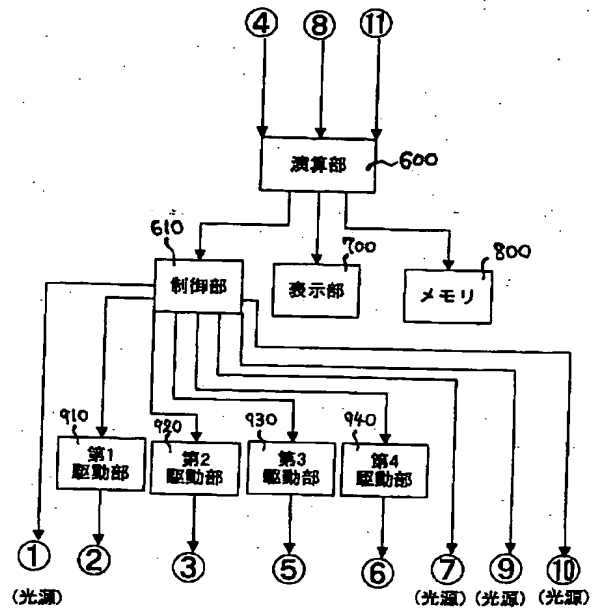 ④ ⑧ ⑪
演算部 600
610 700 800
制御部 表示部 メモリ
910 920 930 940
第1
駆動部
第2
駆動部
第3
駆動部
第4
駆動部
① ② ③ ⑤ ⑥ ⑦ ⑨ ⑩
(光源) (光源) (光源) (光源)